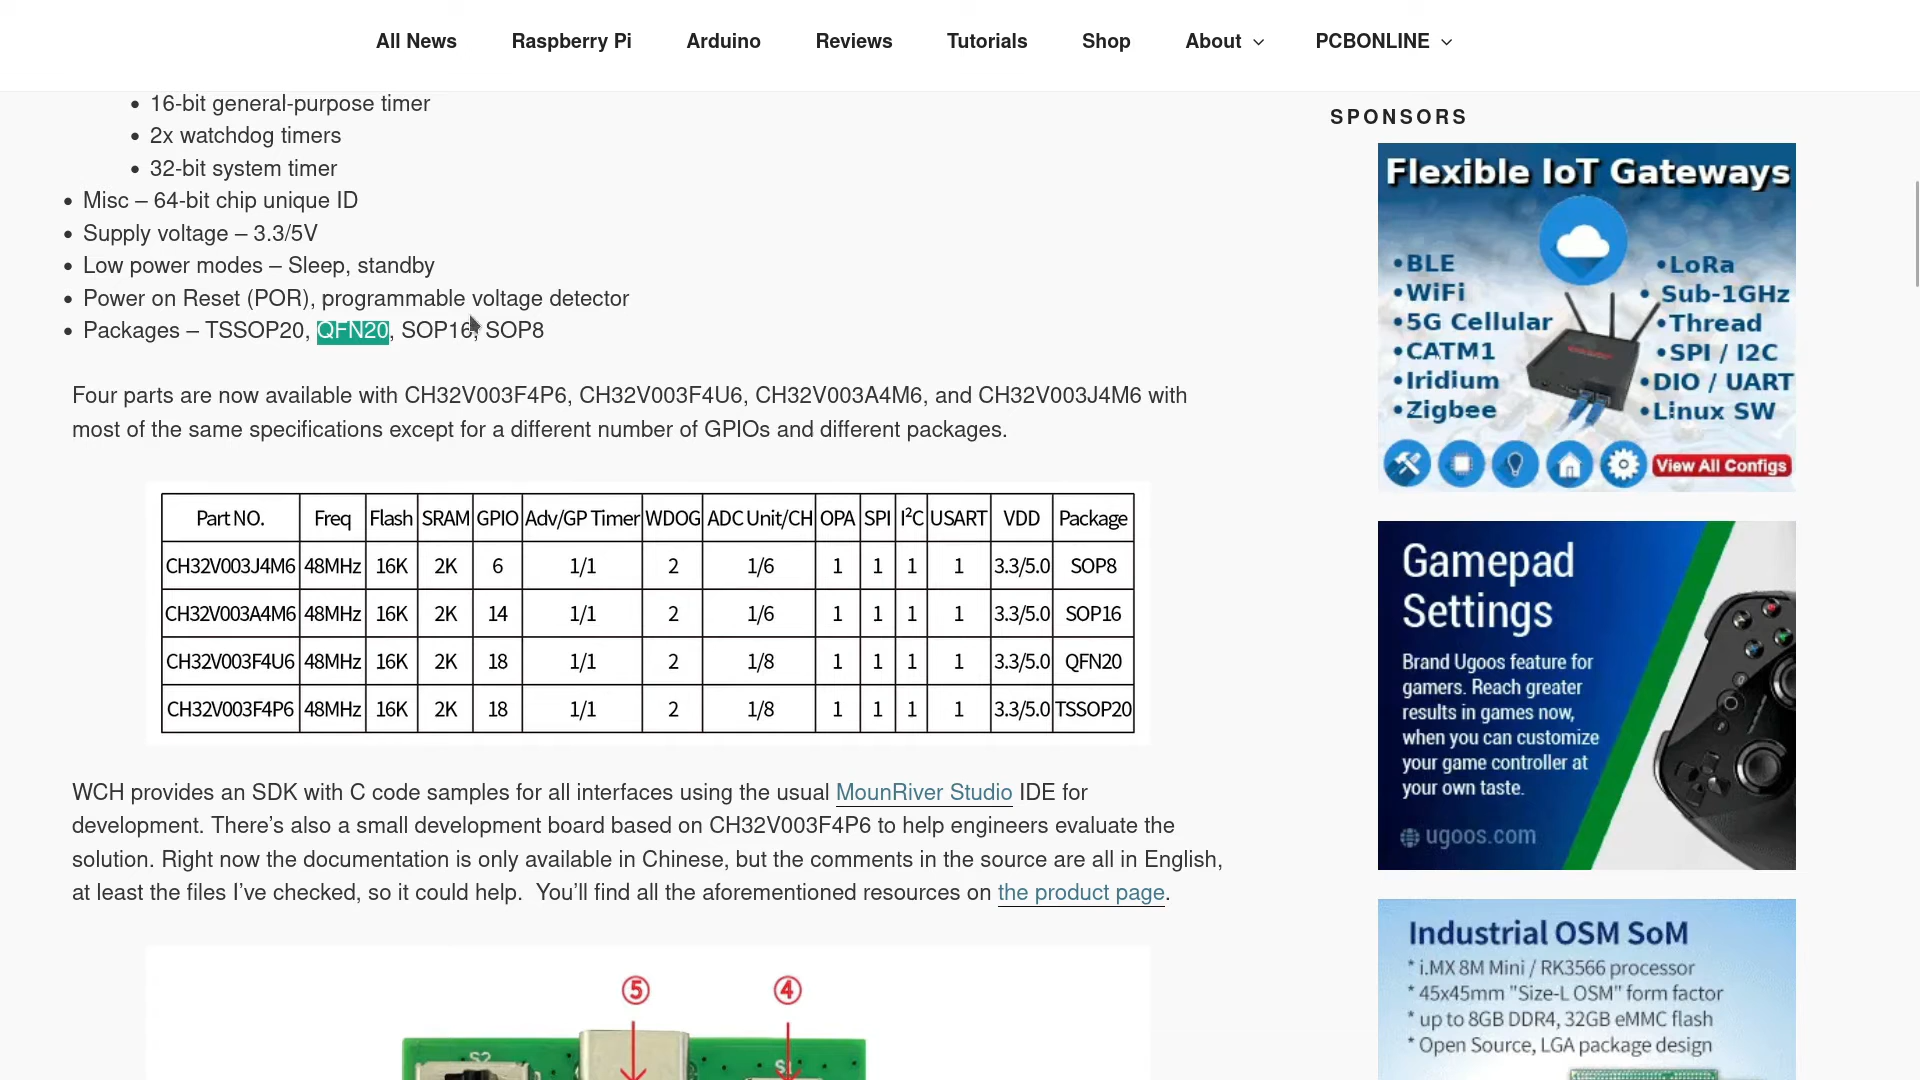 All News Raspberry Pi Arduino Reviews Tutorials Shop About PCBONLINE
• 16-bit general-purpose timer
• 2x watchdog timers
• 32-bit system timer
• Misc – 64-bit chip unique ID
• Supply voltage – 3.3/5V
• Low power modes – Sleep, standby
• Power on Reset (POR), programmable voltage detector
• Packages – TSSOP20, QFN20, SOP16, SOP8
Four parts are now available with CH32V003F4P6, CH32V003F4U6, CH32V003A4M6, and CH32V003J4M6 with
most of the same specifications except for a different number of GPIOs and different packages.
Part NO. Freq Flash SRAM GPIO Adv/GP Timer WDOG ADC Unit/CH OPA SPI I²C USART VDD Package
CH32V003J4M6 48MHz 16K 2K 6 1/1 2 1/6 1 1 1 1 3.3/5.0 SOP8
CH32V003A4M6 48MHz 16K 2K 14 1/1 2 1/6 1 1 1 1 3.3/5.0 SOP16
CH32V003F4U6 48MHz 16K 2K 18 1/1 2 1/8 1 1 1 1 3.3/5.0 QFN20
CH32V003F4P6 48MHz 16K 2K 18 1/1 2 1/8 1 1 1 1 3.3/5.0 TSSOP20
WCH provides an SDK with C code samples for all interfaces using the usual MounRiver Studio IDE for
development. There’s also a small development board based on CH32V003F4P6 to help engineers evaluate the
solution. Right now the documentation is only available in Chinese, but the comments in the source are all in English,
at least the files I’ve checked, so it could help. You’ll find all the aforementioned resources on the product page.
⑤ ④
S2 S1
SPONSORS
Flexible IoT Gateways
•BLE
•WiFi
•5G Cellular
•CATM1
•Iridium
•Zigbee
•LoRa
• Sub-1GHz
•Thread
•SPI / I2C
•DIO / UART
•Linux SW
View All Configs
Gamepad
Settings
Brand Ugoos feature for
gamers. Reach greater
results in games now,
when you can customize
your game controller at
your own taste.
ugoos.com
Industrial OSM SoM
* i.MX 8M Mini / RK3566 processor
* 45x45mm "Size-L OSM" form factor
* up to 8GB DDR4, 32GB eMMC flash
* Open Source, LGA package design